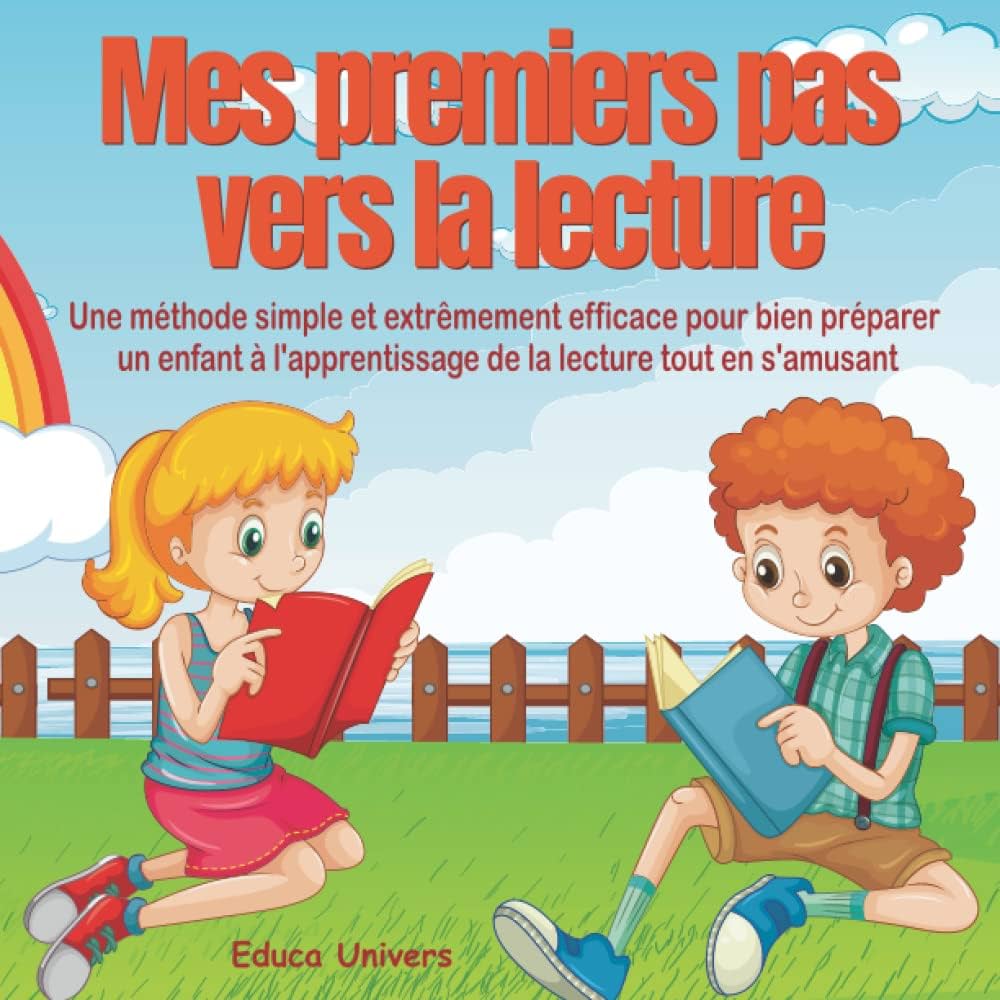 Mes premiers pas
vers la lecture
Une méthode simple et extrêmement efficace pour bien préparer
un enfant à l'apprentissage de la lecture tout en s'amusant
Educa Univers